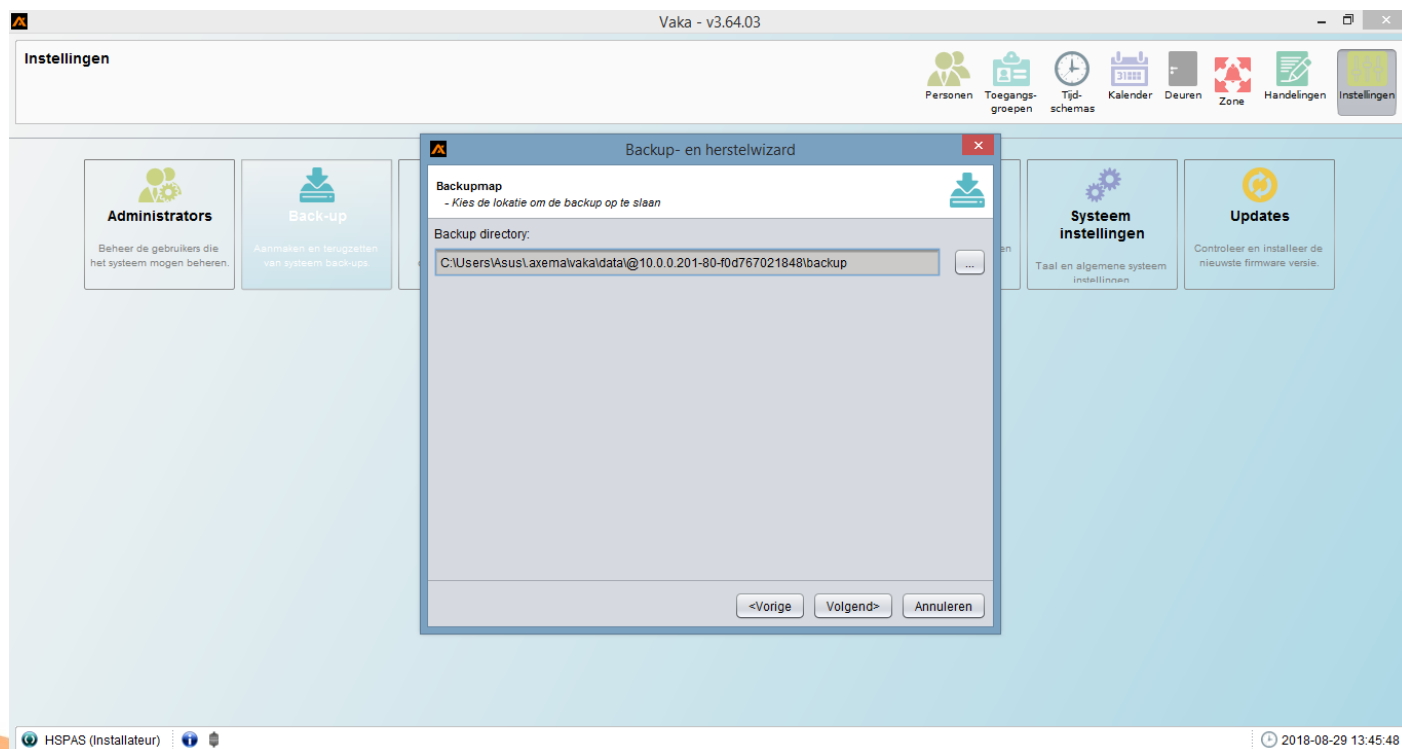 Vaka - v3.64.03
Instellingen
Personen
Toegangs-
groepen
Tijd-
schemas
Kalender
Deuren
Zone
Handelingen
Instellingen
Administrators
Beheer de gebruikers die
het systeem mogen beheren.
Back-up
Aanmaken en terugzetten
van systeem back-ups.
Backup- en herstelwizard
Backupmap
- Kies de lokatie om de backup op te slaan
Backup directory:
C:\Users\Asus\.axema\vaka\data\@10.0.0.201-80-f0d767021848\backup
...
<Vorige
Volgend>
Annuleren
Systeem
instellingen
Taal en algemene systeem
instellingen
Updates
Controleer en installeer de
nieuwste firmware versie.
HSPAS (Installateur)
2018-08-29 13:45:48